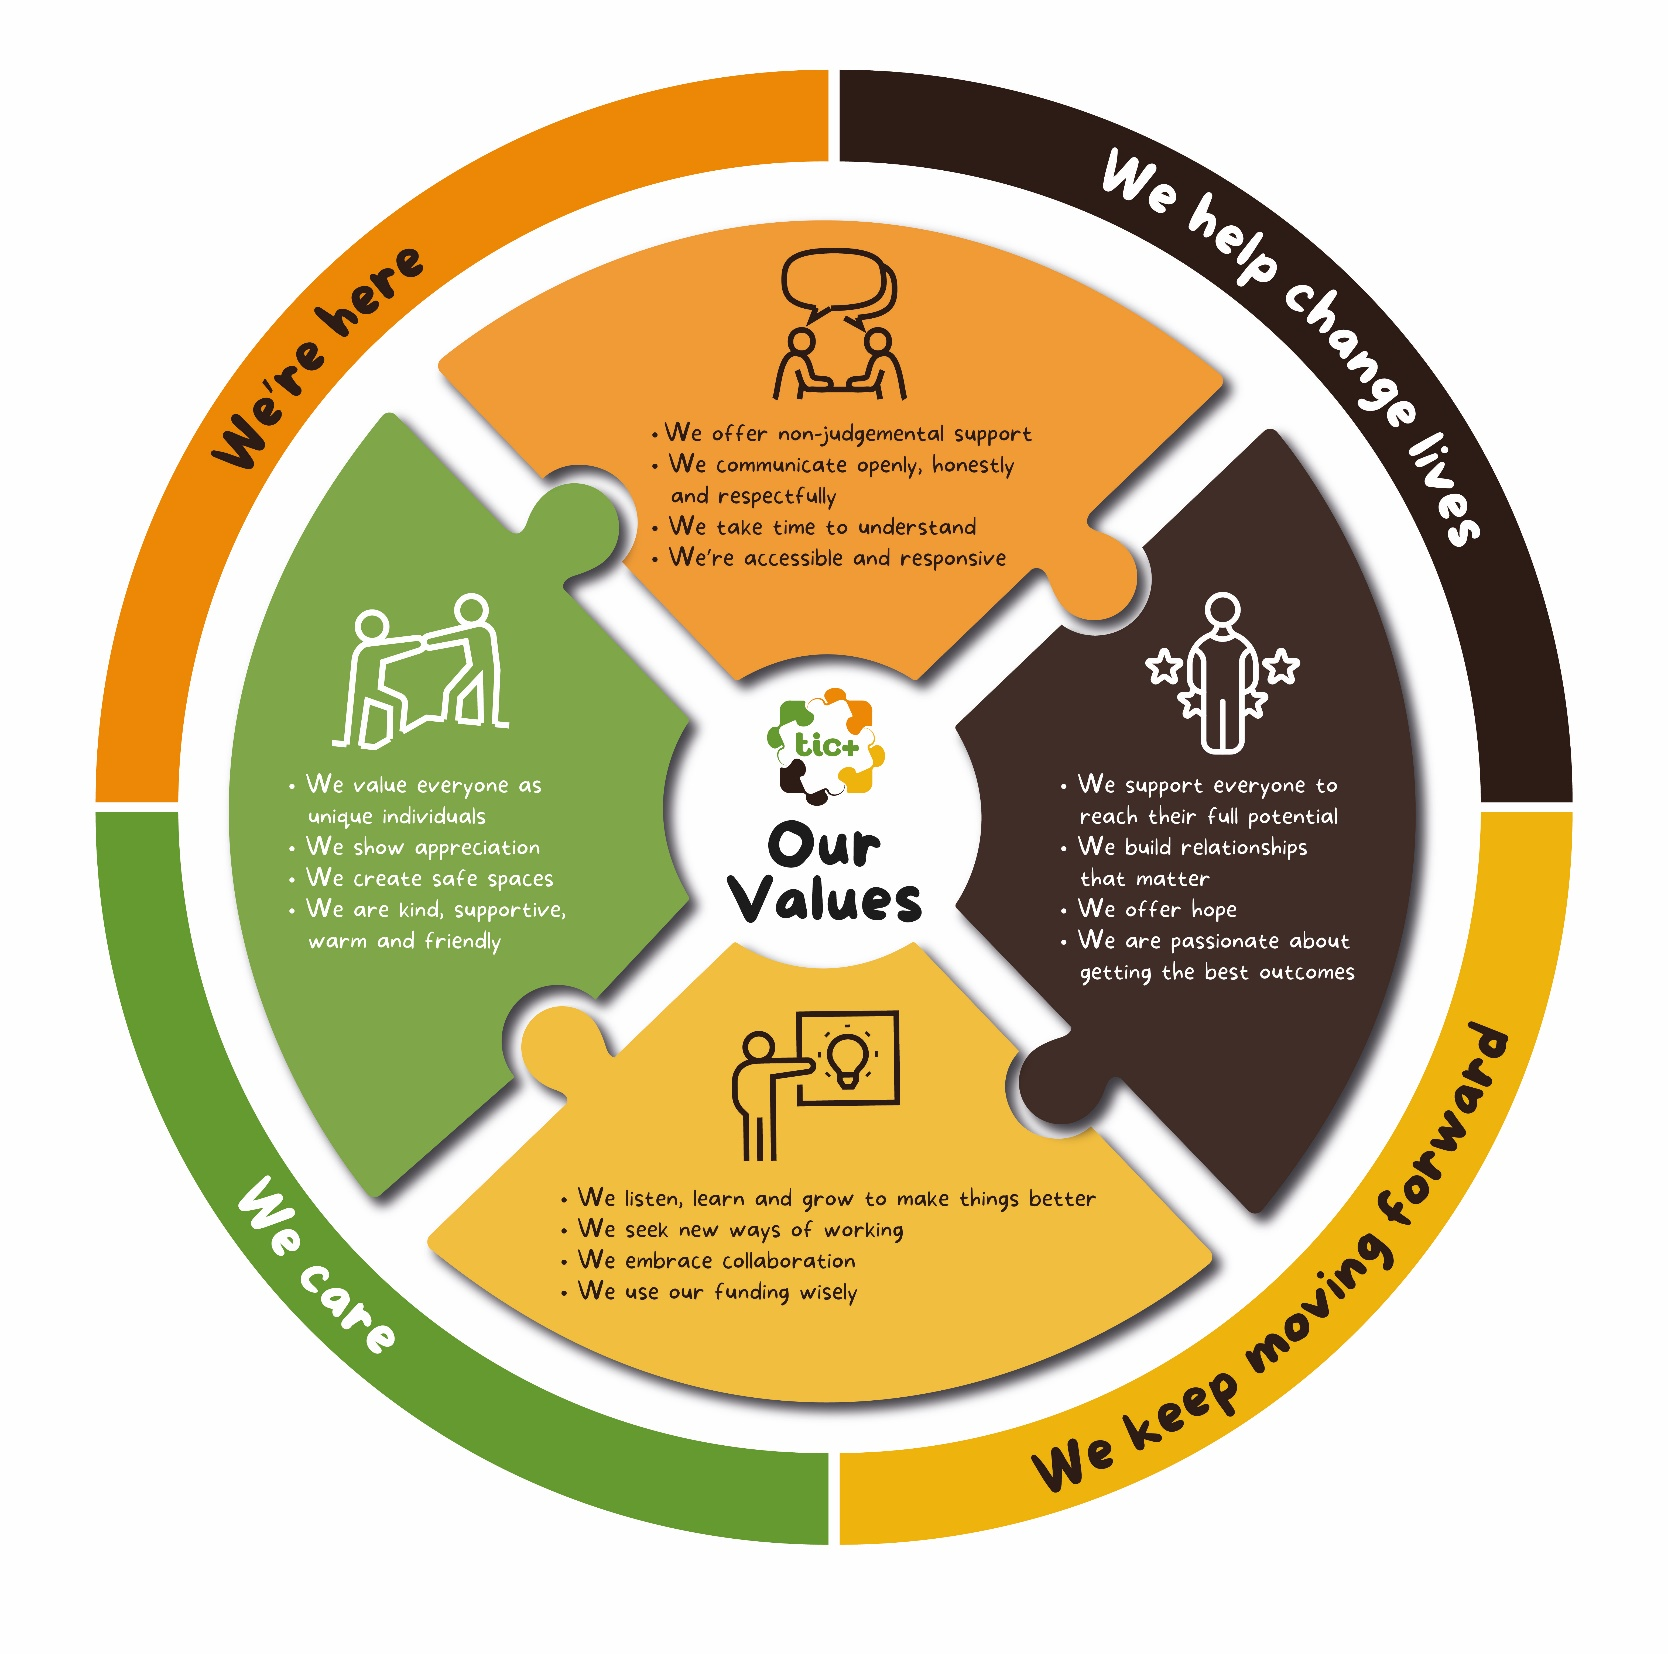 We're here
We help change lives
• We offer non-judgemental support
• We communicate openly, honestly
and respectfully
• We take time to understand
• We're accessible and responsive
tic+
Our
Values
• We value everyone as
unique individuals
• We show appreciation
• We create safe spaces
• We are kind, supportive,
warm and friendly
• We support everyone to
reach their full potential
• We build relationships
that matter
• We offer hope
• We are passionate about
getting the best outcomes
• We listen, learn and grow to make things better
• We seek new ways of working
• We embrace collaboration
• We use our funding wisely
We care
We keep moving forward